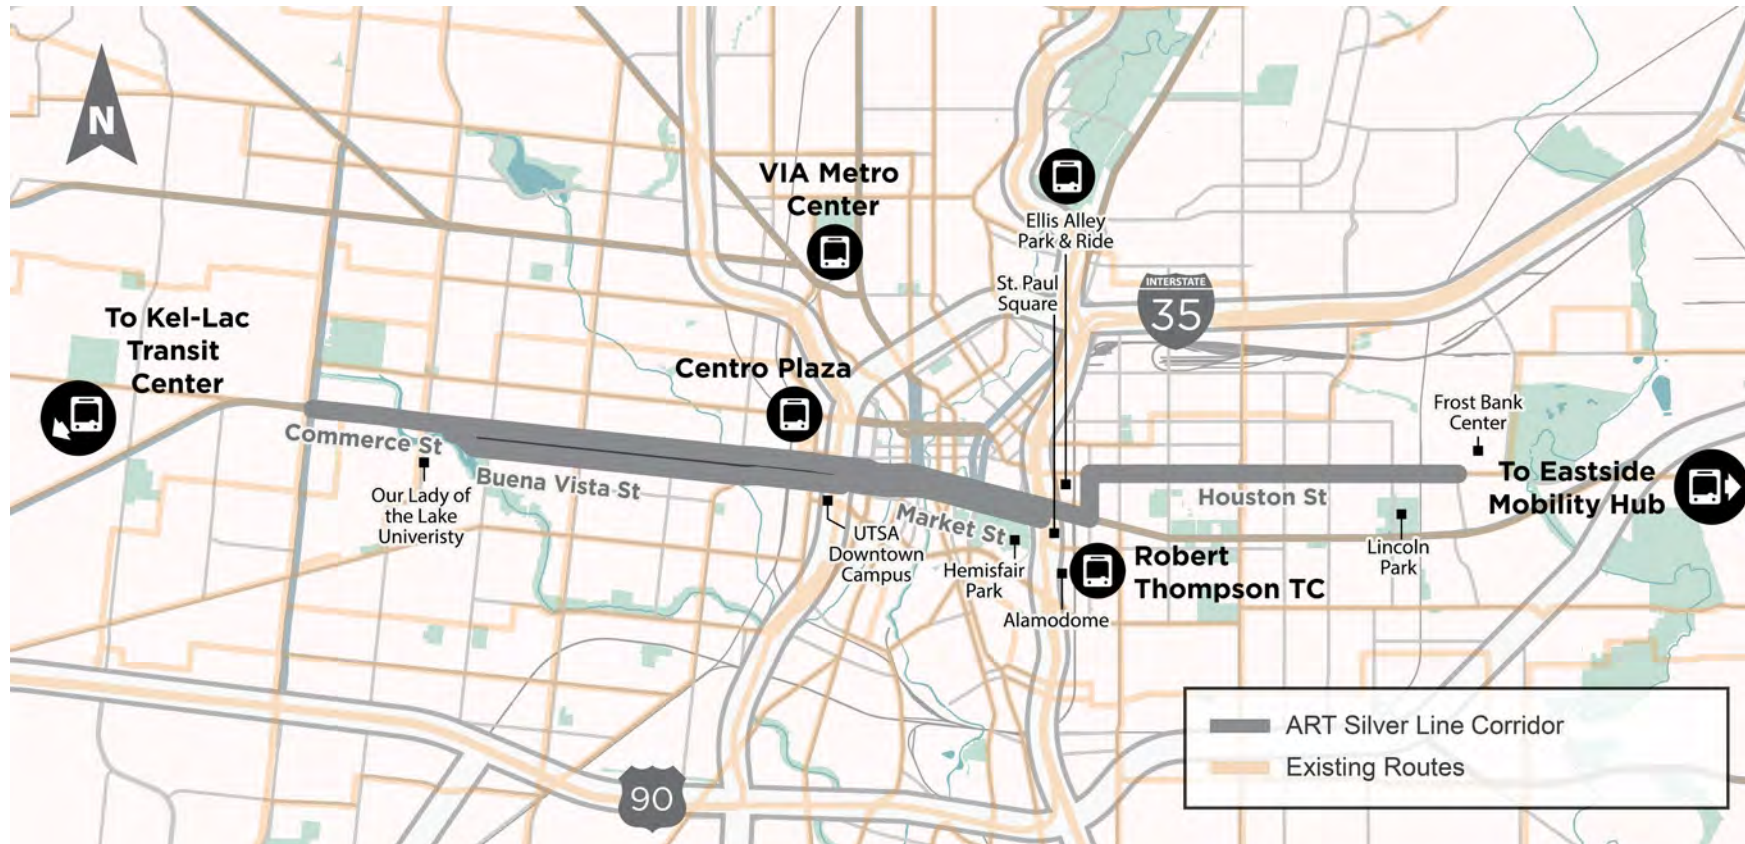 N
VIA Metro
Center
Ellis Alley
Park & Ride
St. Paul
Square
INTERSTATE
35
To Kel-Lac
Transit
Center
Centro Plaza
Frost Bank
Center
Commerce St
Buena Vista St
Our Lady of
the Lake
Univeristy
UTSA
Downtown
Campus
Market St
Hemisfair
Park
Houston St
To Eastside
Mobility Hub
Lincoln
Park
Robert
Thompson TC
Alamodome
90
ART Silver Line Corridor
Existing Routes